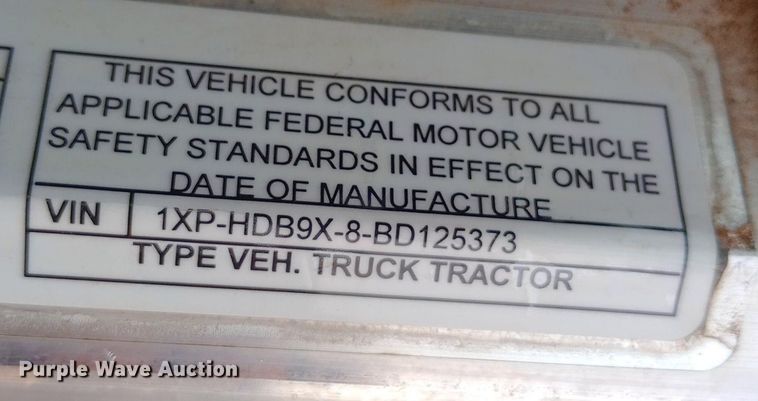 THIS VEHICLE CONFORMS TO ALL
APPLICABLE FEDERAL MOTOR VEHICLE
SAFETY STANDARDS IN EFFECT ON THE
DATE OF MANUFACTURE
VIN 1XP-HDB9X-8-BD125373
TYPE VEH. TRUCK TRACTOR
Purple Wave Auction